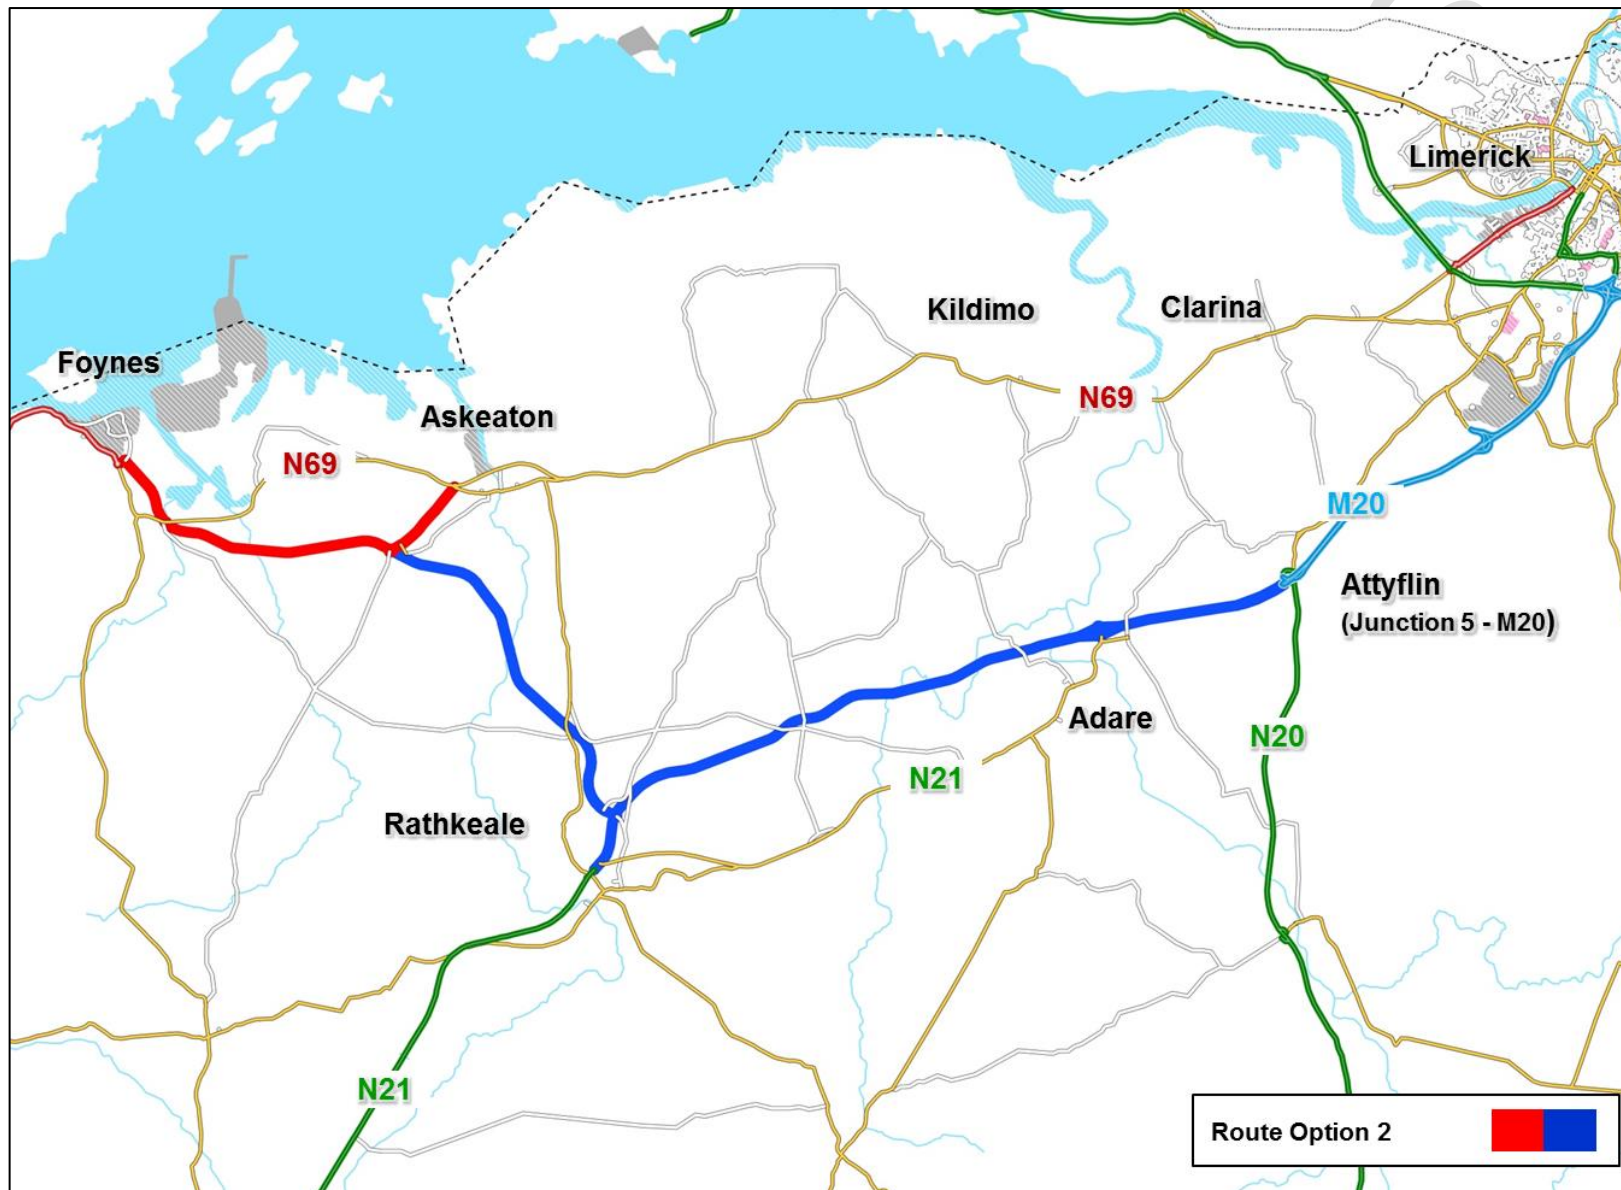 Limerick
Kildimo
Clarina
Foynes
Askeaton
N69
N69
M20
Attyflin
(Junction 5 - M20)
Adare
N20
N21
Rathkeale
N21
Route Option 2